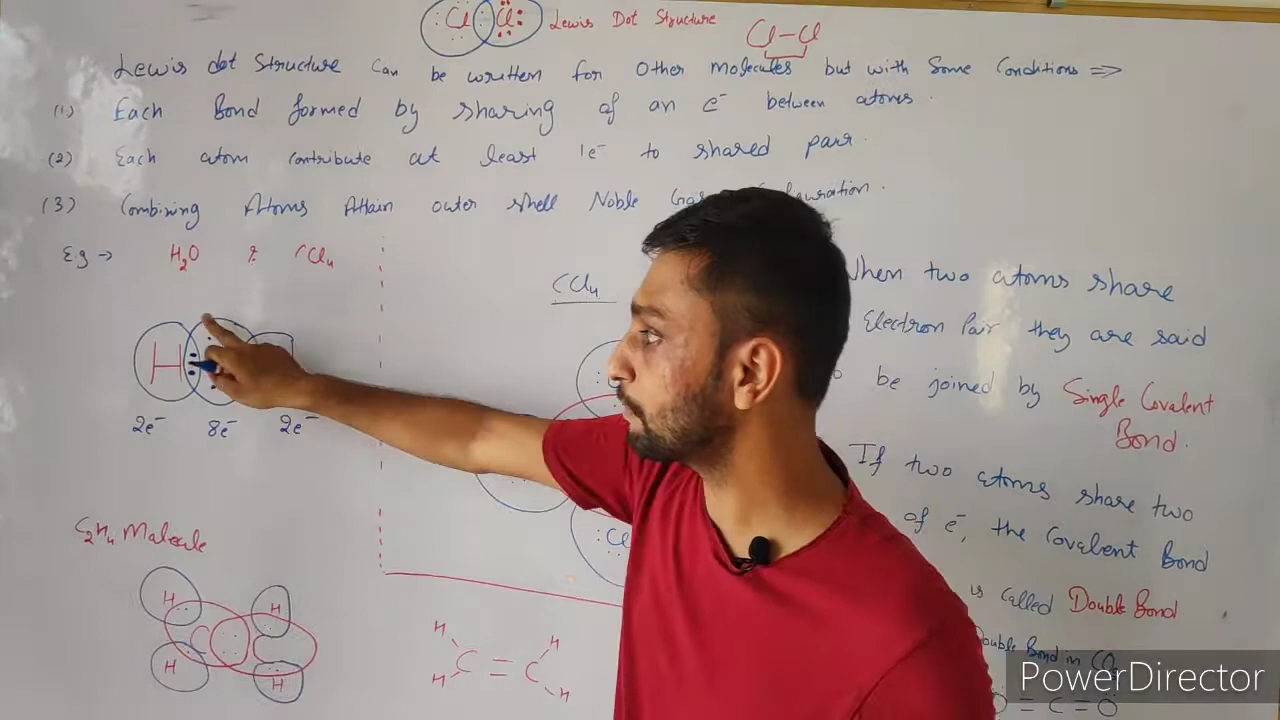 Cl Cl Lewis Dot Structure Cl-Cl
Lewis dot Structure Can be written for Other molecules but with Some Conditions ⇒
(1) Each Bond formed by sharing of an e⁻ between atoms.
(2) Each atom Contribute at least 1e⁻ to shared pair.
(3) Combining Atoms Attain outer shell Noble Gas
E.g → H₂O & CCl₄
CCl₄
H
2e⁻ 8e⁻ 2e⁻
When two atoms share
Electron Pair they are said
be joined by Single Covalent
Bond.
If two atoms share two
of e⁻, the Covalent Bond
is Called Double Bond
Double Bond in CO₂
O = C = O
Cl
C₂H₄ Molecule
H H
C C
H H
H H
C = C
H H
PowerDirector